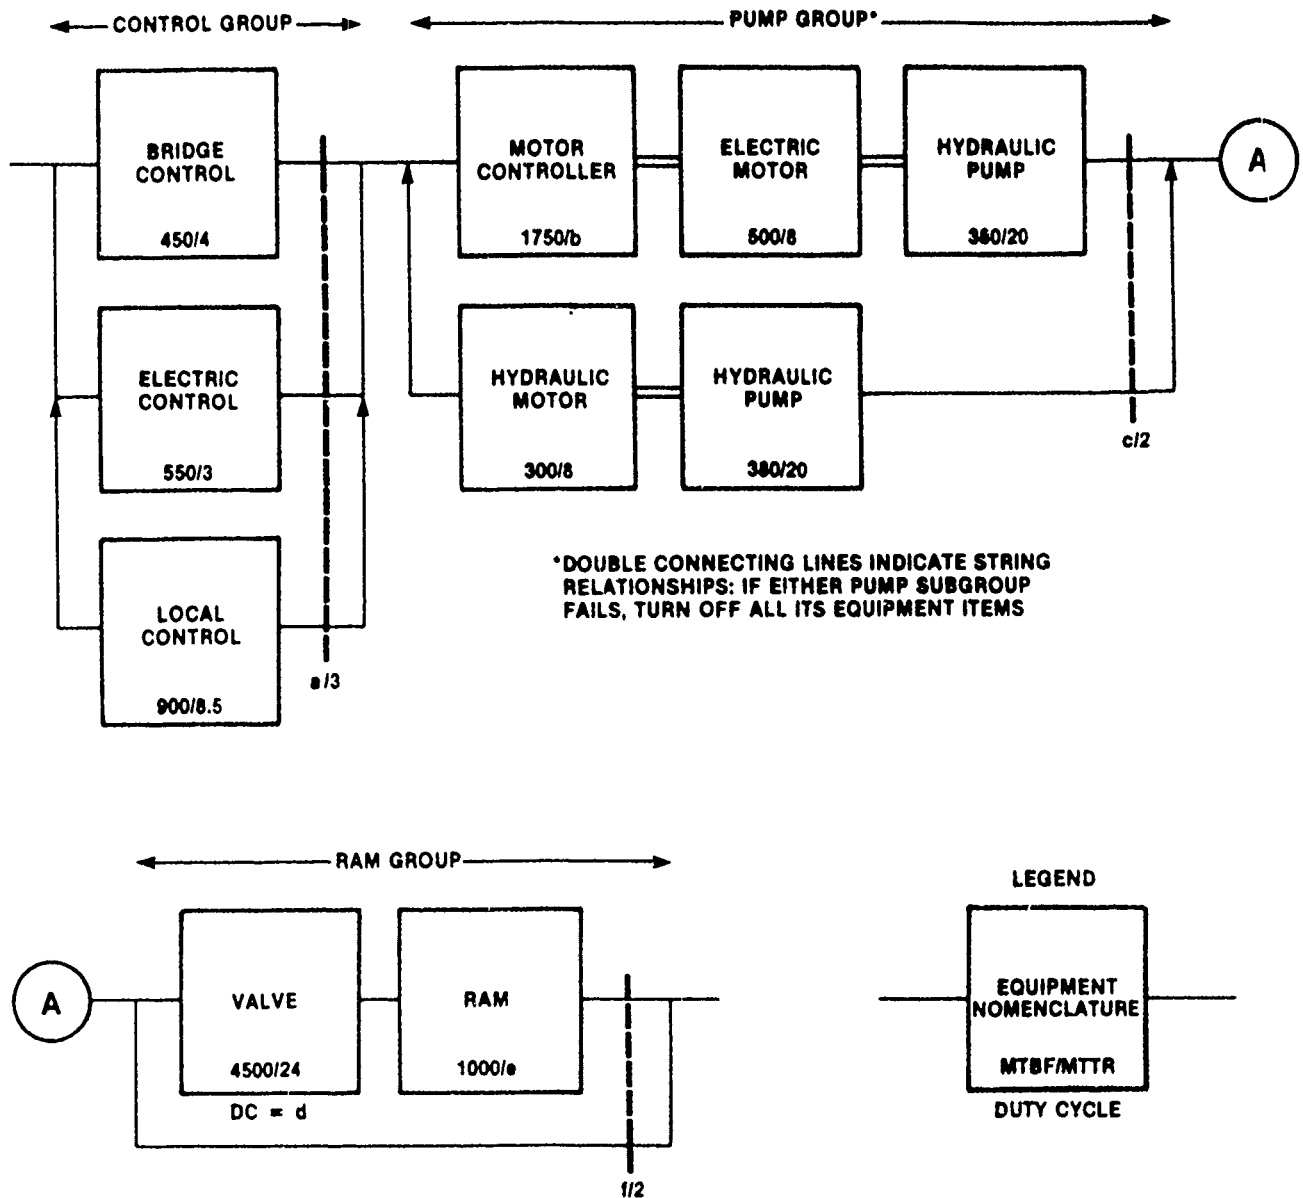 CONTROL GROUP
PUMP GROUP*
BRIDGE
CONTROL
450/4
MOTOR
CONTROLLER
1750/b
ELECTRIC
MOTOR
500/8
HYDRAULIC
PUMP
350/20
A
ELECTRIC
CONTROL
550/3
HYDRAULIC
MOTOR
300/8
HYDRAULIC
PUMP
380/20
c/2
LOCAL
CONTROL
900/8.5
a/3
*DOUBLE CONNECTING LINES INDICATE STRING
RELATIONSHIPS: IF EITHER PUMP SUBGROUP
FAILS, TURN OFF ALL ITS EQUIPMENT ITEMS
RAM GROUP
A
VALVE
4500/24
DC = d
RAM
1000/e
f/2
LEGEND
EQUIPMENT
NOMENCLATURE
MTBF/MTTR
DUTY CYCLE